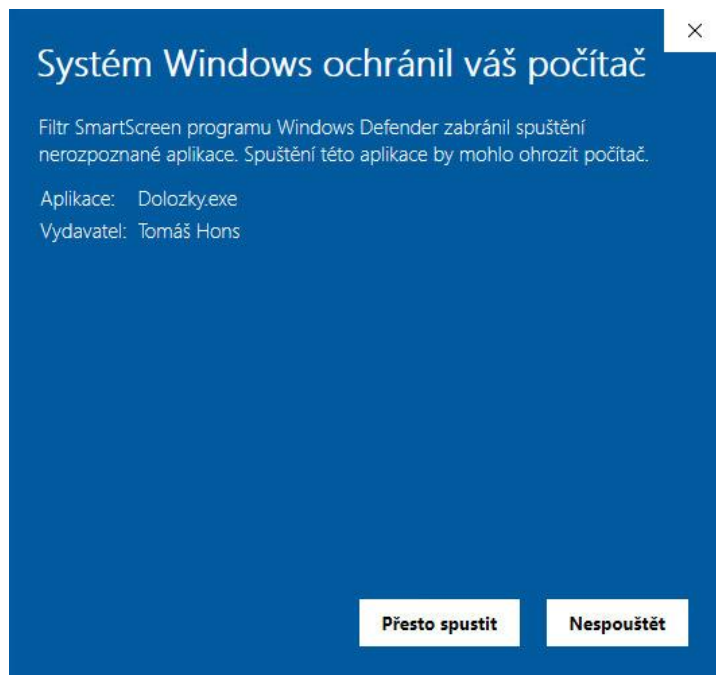 Systém Windows ochránil váš počítač
Filtr SmartScreen programu Windows Defender zabránil spuštění
nerozpoznané aplikace. Spuštění této aplikace by mohlo ohrozit počítač.
Aplikace: Dolozky.exe
Vydavatel: Tomáš Hons
Přesto spustit Nespouštět